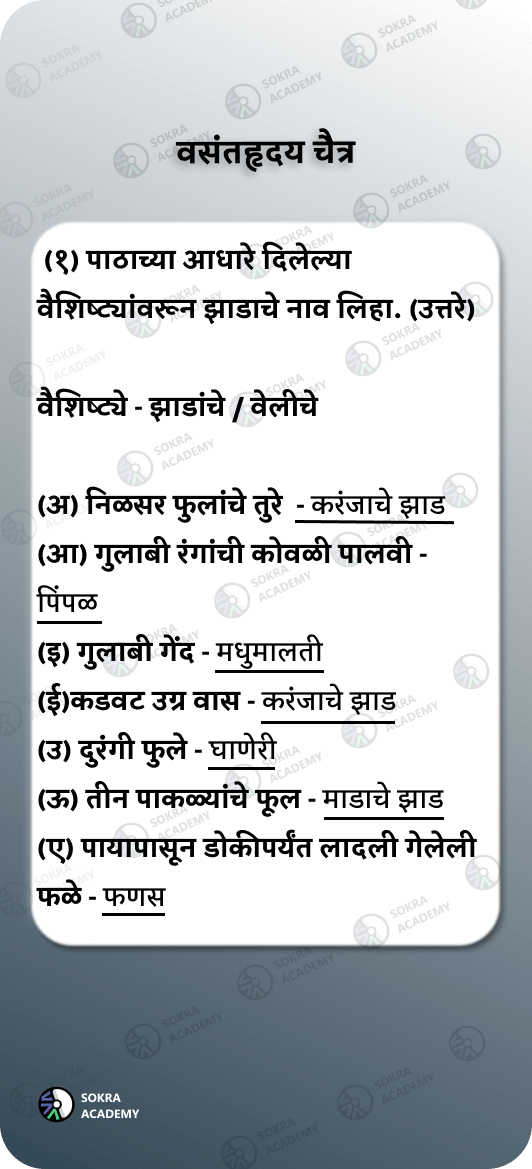 वसंतहृदय चैत्र
(१) पाठाच्या आधारे दिलेल्या
वैशिष्ट्यांवरून झाडाचे नाव लिहा. (उत्तरे)
वैशिष्ट्ये - झाडांचे / वेलीचे
(अ) निळसर फुलांचे तुरे - करंजाचे झाड
(आ) गुलाबी रंगांची कोवळी पालवी -
पिंपळ
(इ) गुलाबी गेंद - मधुमालती
(ई)कडवट उग्र वास - करंजाचे झाड
(उ) दुरंगी फुले - घाणेरी
(ऊ) तीन पाकळ्यांचे फूल - माडाचे झाड
(ए) पायापासून डोकीपर्यंत लादली गेलेली
फळे - फणस
SOKRA
ACADEMY